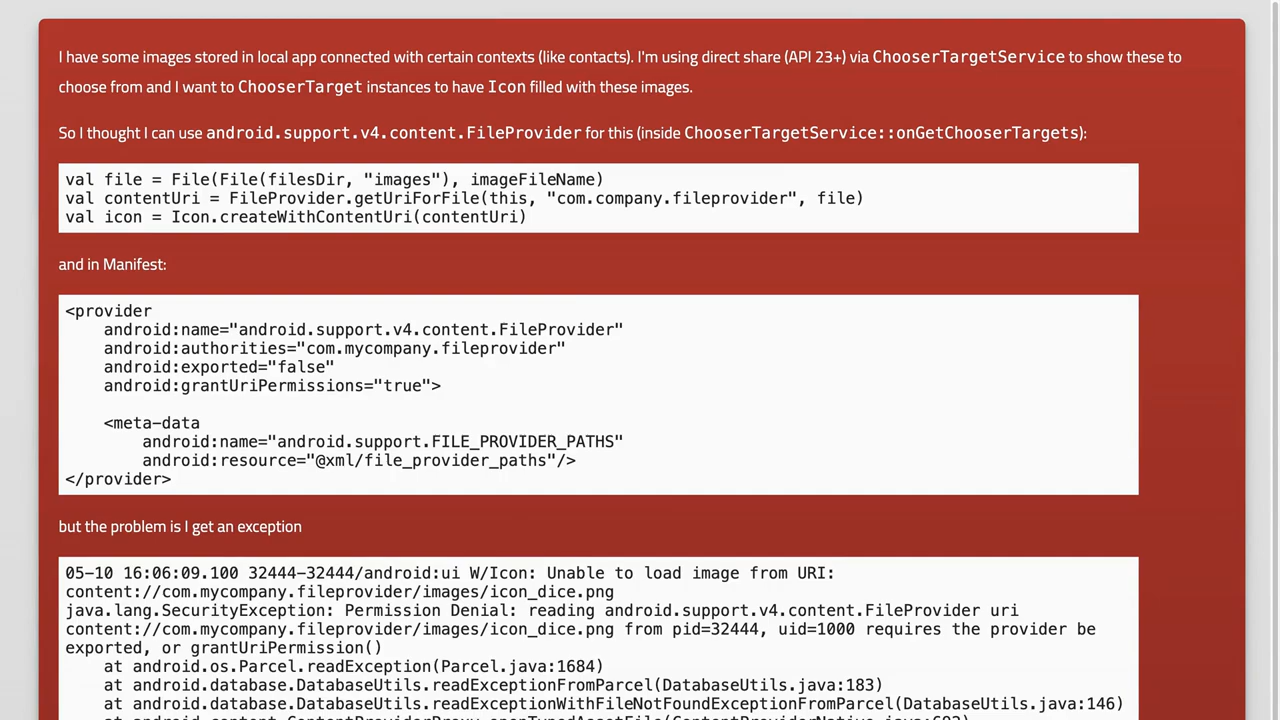 I have some images stored in local app connected with certain contexts (like contacts). I'm using direct share (API 23+) via ChooserTargetService to show these to
choose from and I want to ChooserTarget instances to have Icon filled with these images.
So I thought I can use android.support.v4.content.FileProvider for this (inside ChooserTargetService::onGetChooserTargets):
val file = File(File(filesDir, "images"), imageFileName)
val contentUri = FileProvider.getUriForFile(this, "com.company.fileprovider", file)
val icon = Icon.createWithContentUri(contentUri)
and in Manifest:
<provider
    android:name="android.support.v4.content.FileProvider"
    android:authorities="com.mycompany.fileprovider"
    android:exported="false"
    android:grantUriPermissions="true">
    <meta-data
        android:name="android.support.FILE_PROVIDER_PATHS"
        android:resource="@xml/file_provider_paths"/>
</provider>
but the problem is I get an exception
05-10 16:06:09.100 32444-32444/android:ui W/Icon: Unable to load image from URI:
content://com.mycompany.fileprovider/images/icon_dice.png
java.lang.SecurityException: Permission Denial: reading android.support.v4.content.FileProvider uri
content://com.mycompany.fileprovider/images/icon_dice.png from pid=32444, uid=1000 requires the provider be
exported, or grantUriPermission()
    at android.os.Parcel.readException(Parcel.java:1684)
    at android.database.DatabaseUtils.readExceptionFromParcel(DatabaseUtils.java:183)
    at android.database.DatabaseUtils.readExceptionWithFileNotFoundExceptionFromParcel(DatabaseUtils.java:146)